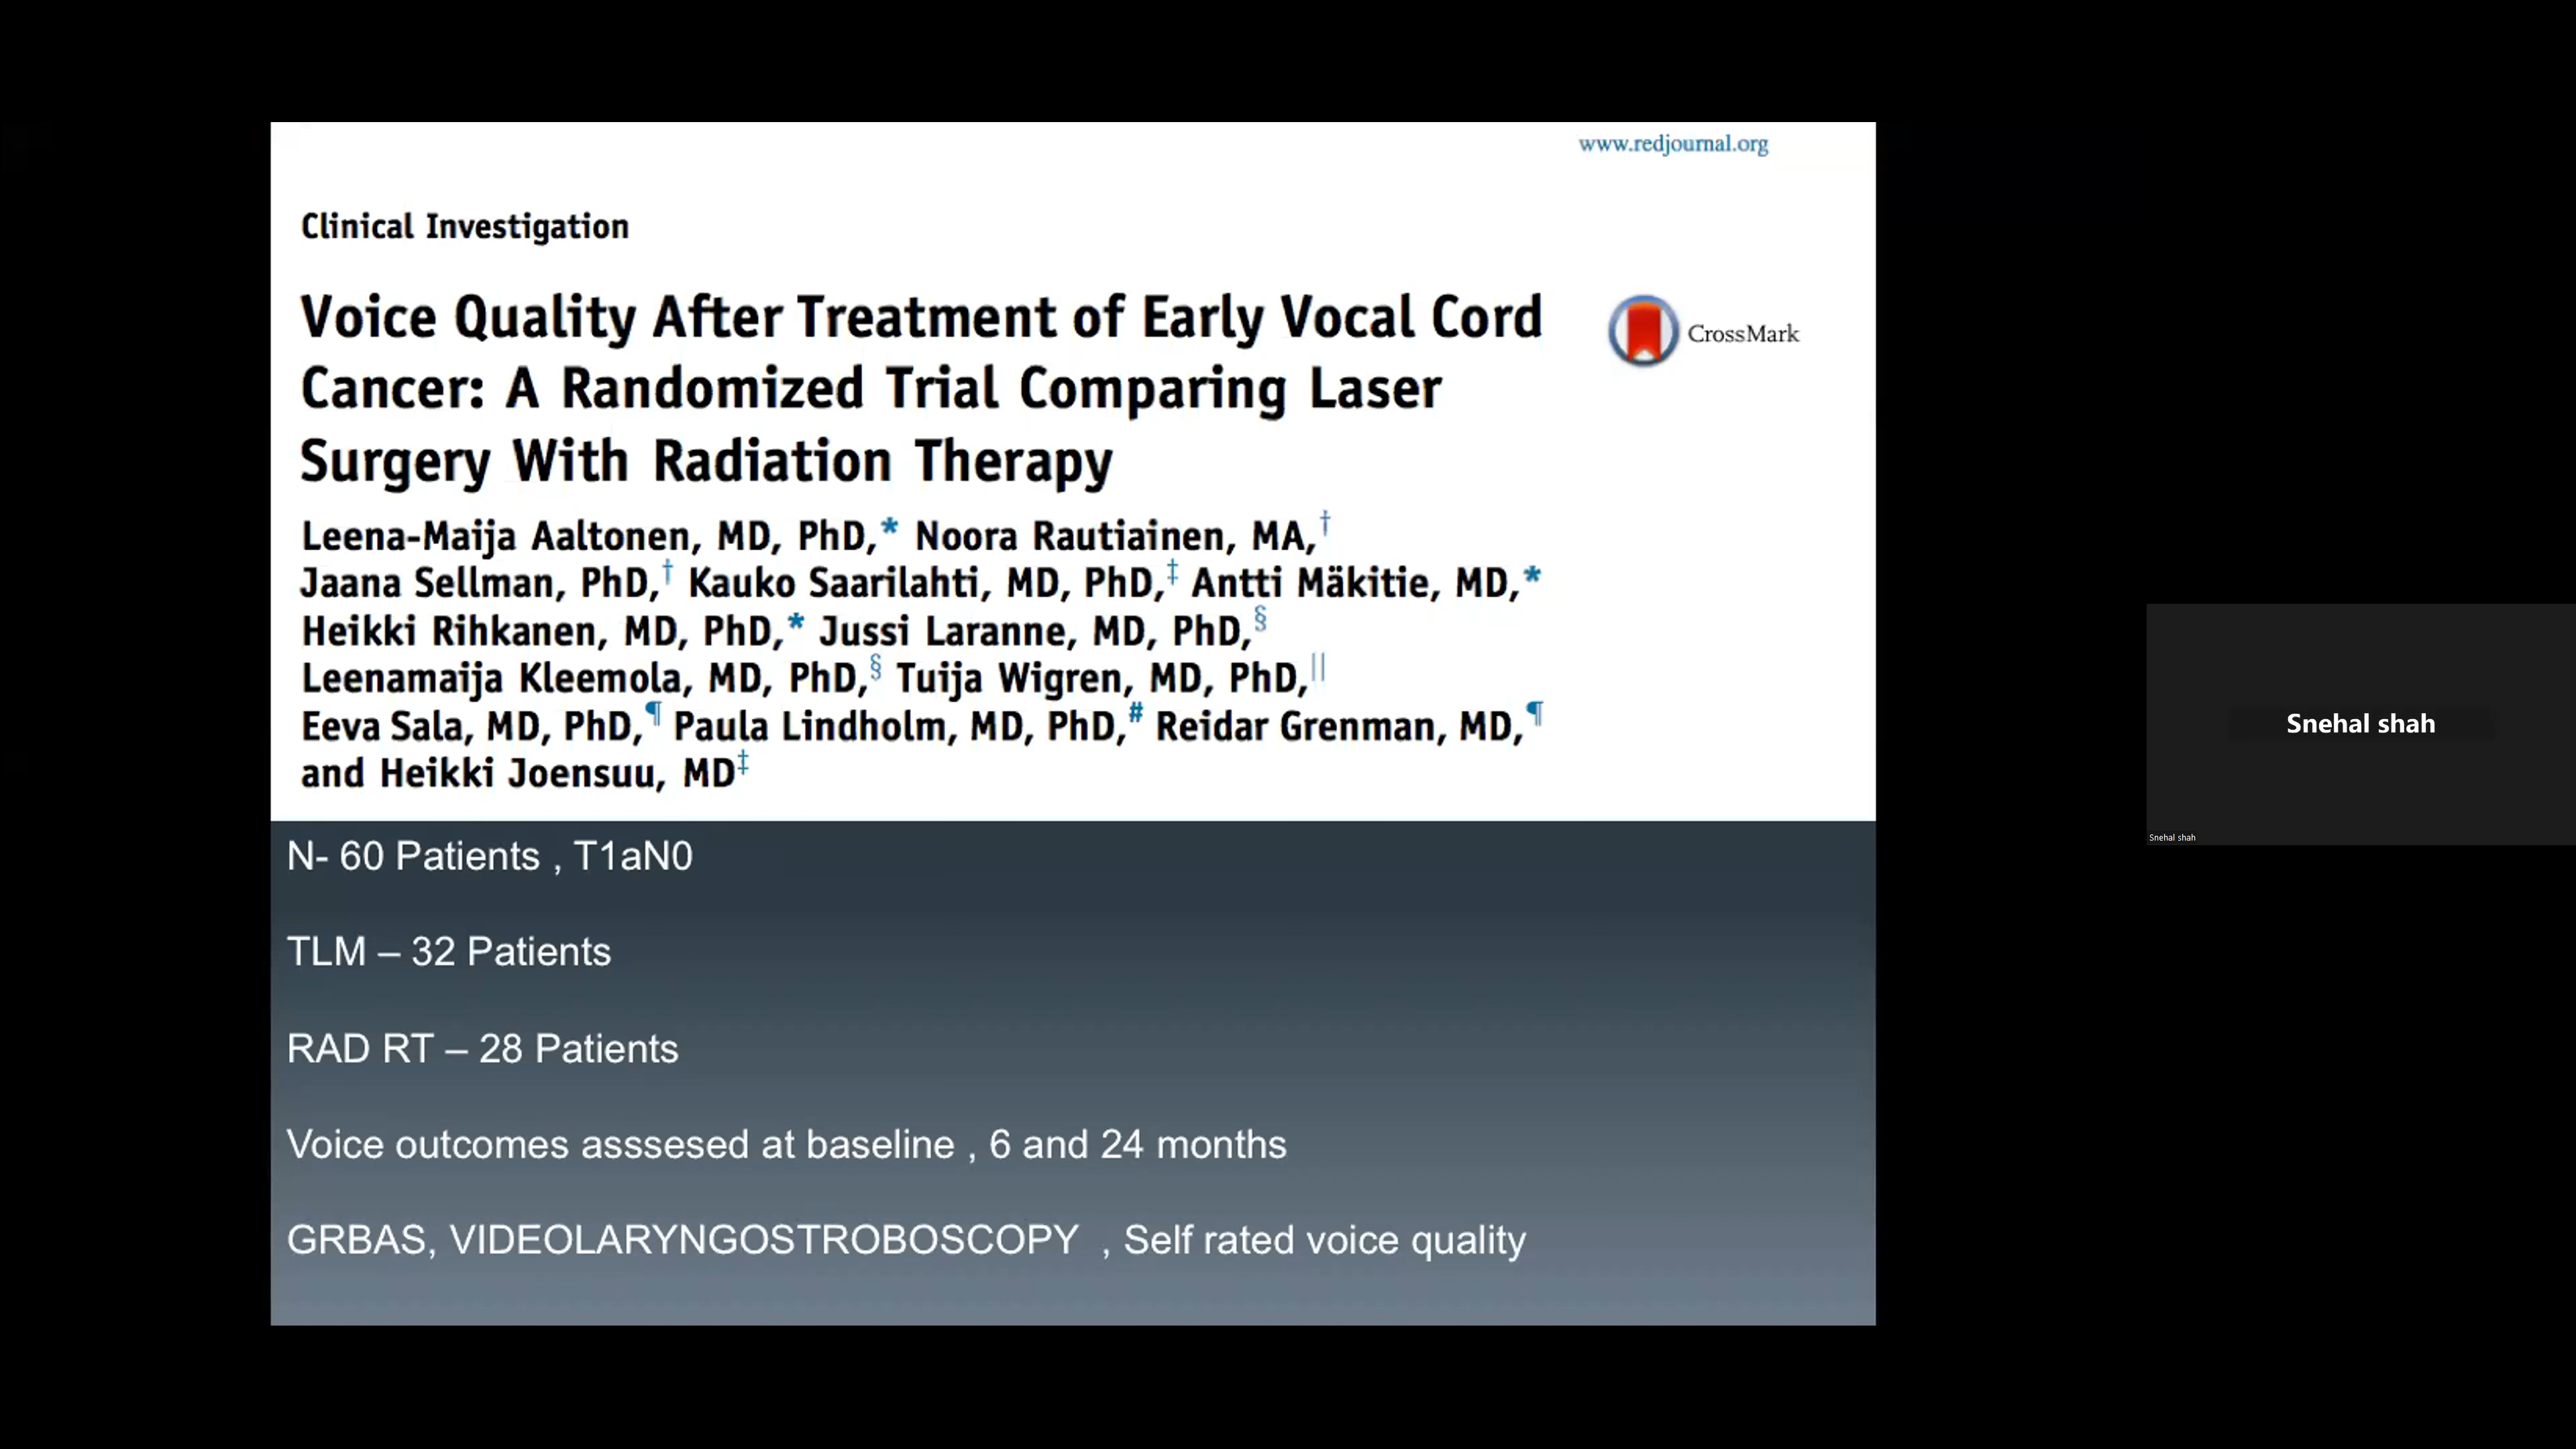 www.redjournal.org
Clinical Investigation
Voice Quality After Treatment of Early Vocal Cord
Cancer: A Randomized Trial Comparing Laser
Surgery With Radiation Therapy
CrossMark
Leena-Maija Aaltonen, MD, PhD,* Noora Rautiainen, MA,†
Jaana Sellman, PhD,† Kauko Saarilahti, MD, PhD,‡ Antti Mäkitie, MD,*
Heikki Rihkanen, MD, PhD,* Jussi Laranne, MD, PhD,§
Leenamaija Kleemola, MD, PhD,§ Tuija Wigren, MD, PhD,||
Eeva Sala, MD, PhD,¶ Paula Lindholm, MD, PhD,# Reidar Grenman, MD,¶
and Heikki Joensuu, MD‡
N- 60 Patients , T1aN0
TLM – 32 Patients
RAD RT – 28 Patients
Voice outcomes asssesed at baseline , 6 and 24 months
GRBAS, VIDEOLARYNGOSTROBOSCOPY , Self rated voice quality
Snehal shah
Snehal shah